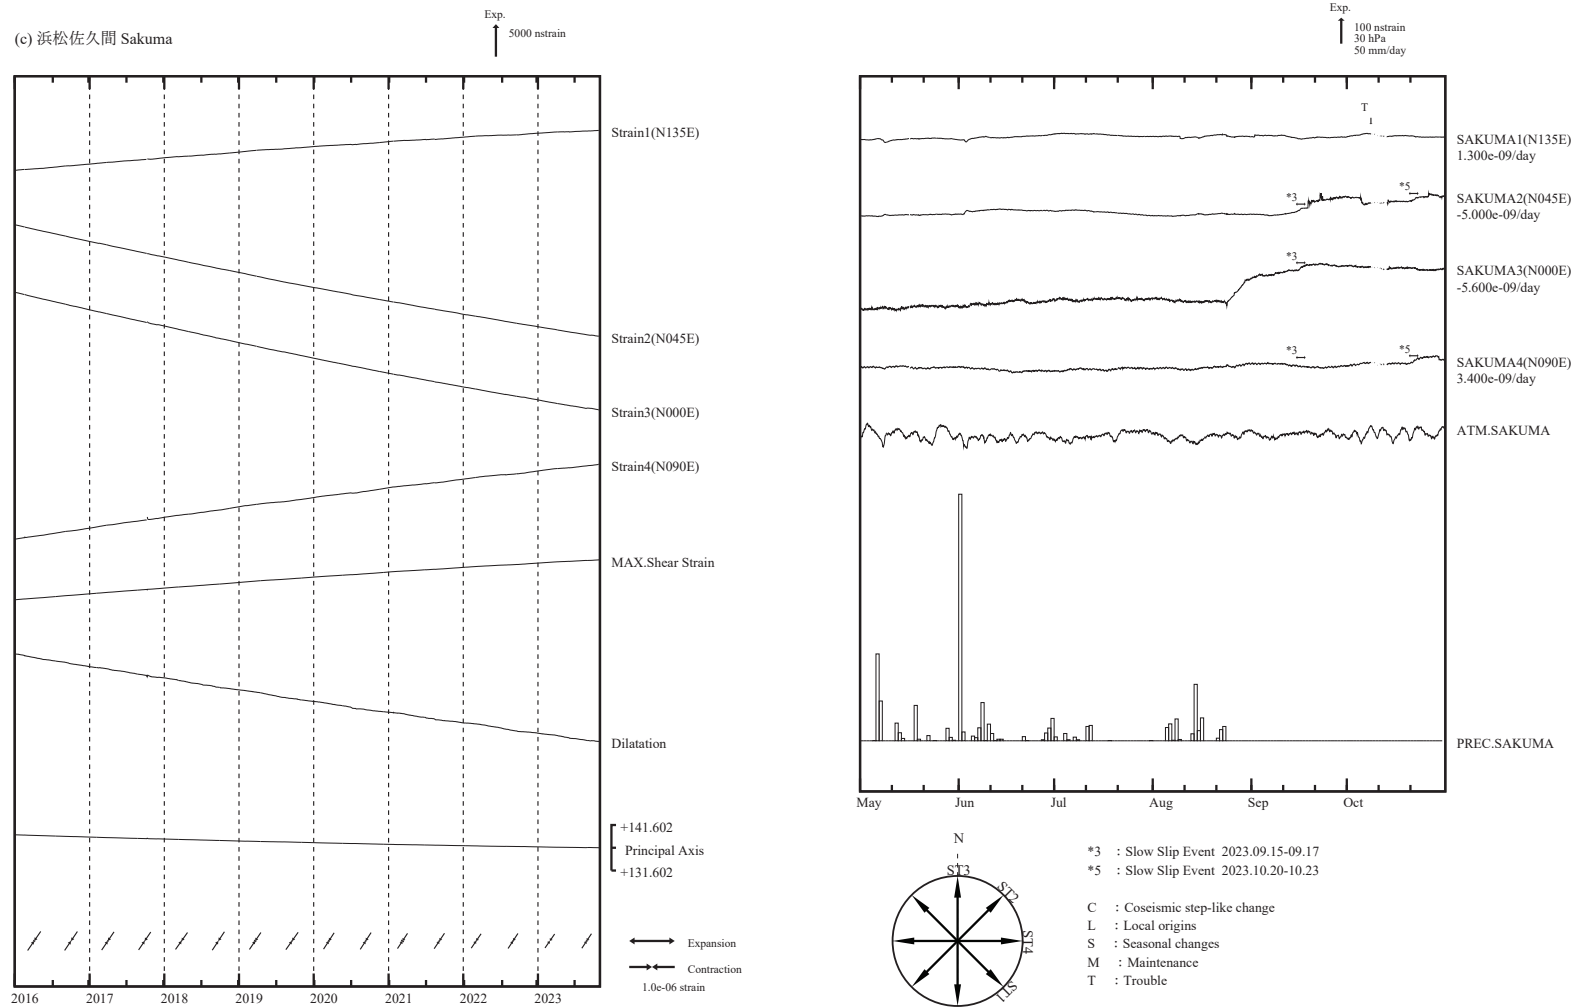 (c) 浜松佐久間 Sakuma
Exp.
5000 nstrain
Strain1(N135E)
Strain2(N045E)
Strain3(N000E)
Strain4(N090E)
MAX.Shear Strain
Dilatation
+141.602
Principal Axis
+131.602
Expansion
Contraction
1.0e-06 strain
2016 2017 2018 2019 2020 2021 2022 2023
Exp.
100 nstrain
30 hPa
50 mm/day
T
SAKUMA1(N135E)
1.300e-09/day
*3
*5
SAKUMA2(N045E)
-5.000e-09/day
*3
SAKUMA3(N000E)
-5.600e-09/day
*3
*5
SAKUMA4(N090E)
3.400e-09/day
ATM.SAKUMA
PREC.SAKUMA
May Jun Jul Aug Sep Oct
N
ST3
ST2
ST4
ST1
*3 : Slow Slip Event 2023.09.15-09.17
*5 : Slow Slip Event 2023.10.20-10.23
C : Coseismic step-like change
L : Local origins
S : Seasonal changes
M : Maintenance
T : Trouble